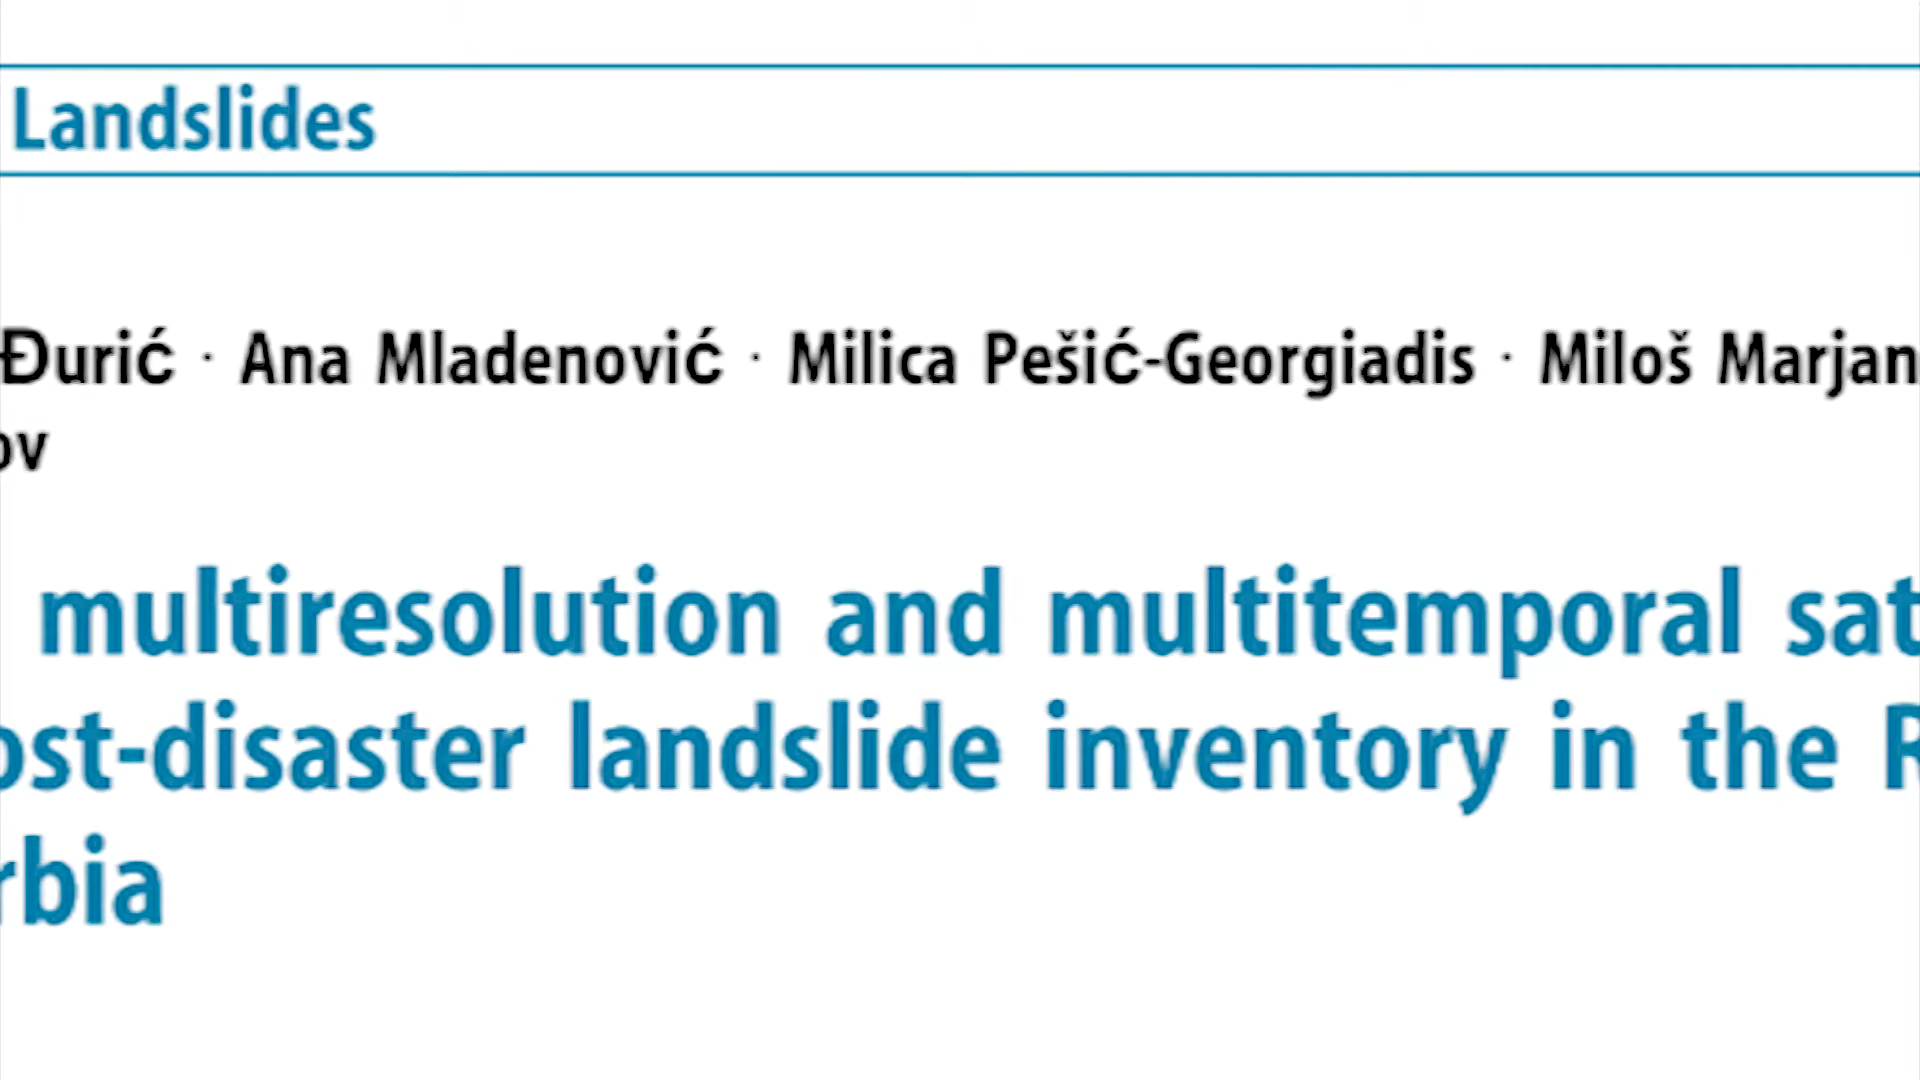 Landslides
Đurić · Ana Mladenović · Milica Pešić-Georgiadis · Miloš Marjan
ov
multiresolution and multitemporal sat
ost-disaster landslide inventory in the R
rbia